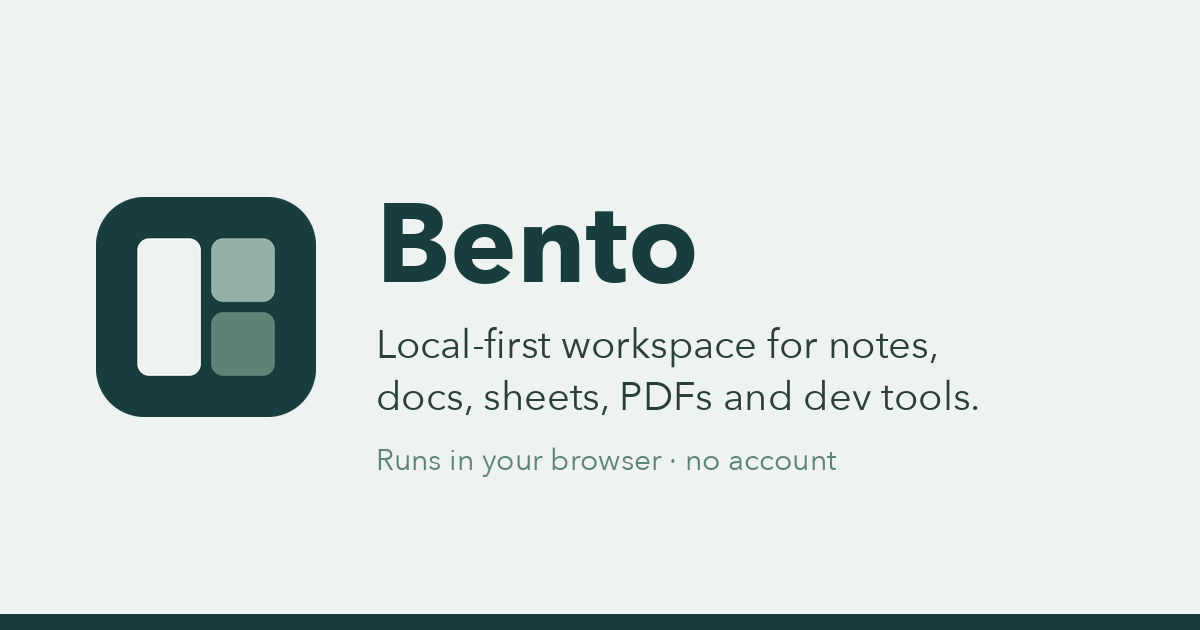 Bento
Local-first workspace for notes,
docs, sheets, PDFs and dev tools.
Runs in your browser · no account